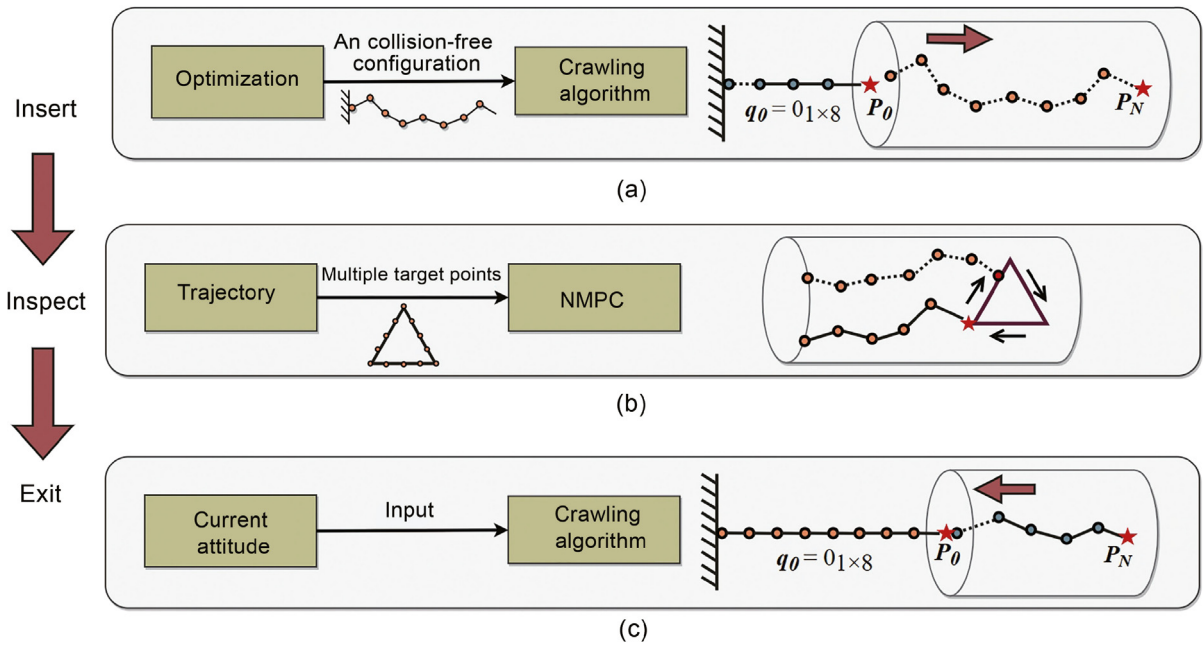 Insert
Optimization
An collision-free
configuration
Crawling
algorithm
q0 = 01×8
P0
PN
(a)
Inspect
Trajectory
Multiple target points
NMPC
(b)
Exit
Current
attitude
Input
Crawling
algorithm
q0 = 01×8
P0
PN
(c)